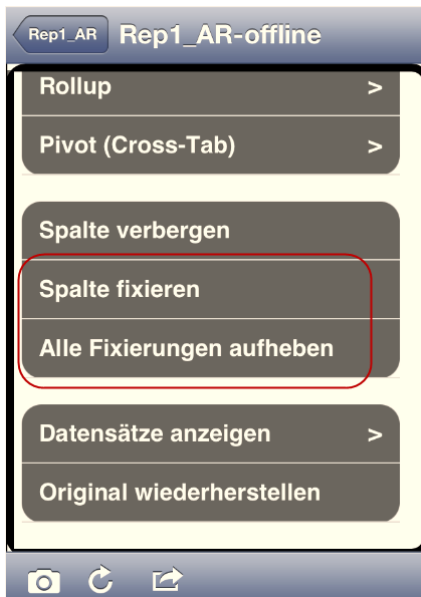 Rep1_AR Rep1_AR-offline
Rollup >
Pivot (Cross-Tab) >
Spalte verbergen
Spalte fixieren
Alle Fixierungen aufheben
Datensätze anzeigen >
Original wiederherstellen